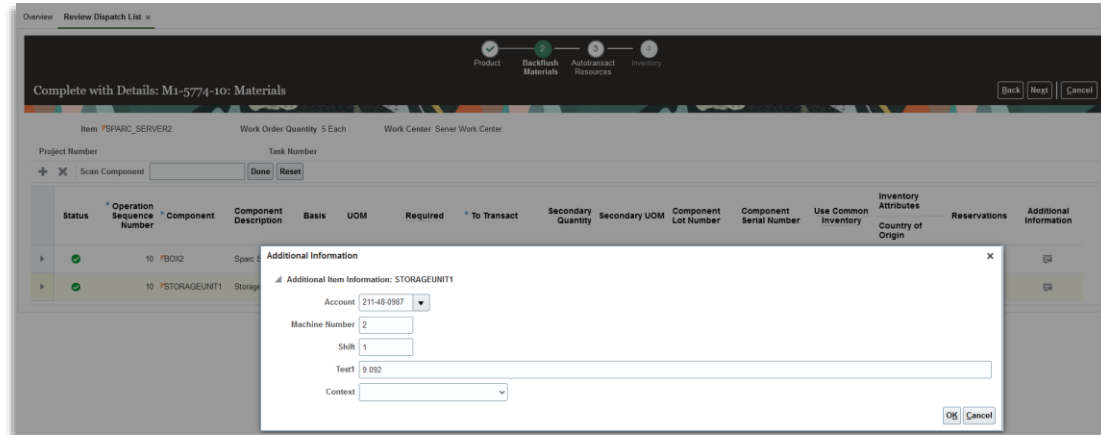 Overview Review Dispatch List ×
2 3 4
Product Backflush Materials Autotransact Resources Inventory
Complete with Details: M1-5774-10: Materials
Back Next Cancel
Item SPARC_SERVER2 Work Order Quantity 5 Each Work Center Server Work Center
Project Number Task Number
Scan Component Done Reset
Status * Operation Sequence Number * Component Component Description Basis UOM Required * To Transact Secondary Quantity Secondary UOM Component Lot Number Component Serial Number Use Common Inventory Inventory Attributes Country of Origin Reservations Additional Information
10 BOX2 Sparc S
10 STORAGEUNIT1 Storage
Additional Information ×
Additional Item Information: STORAGEUNIT1
Account 211-48-0987
Machine Number 2
Shift 1
Test1 9.092
Context
OK Cancel